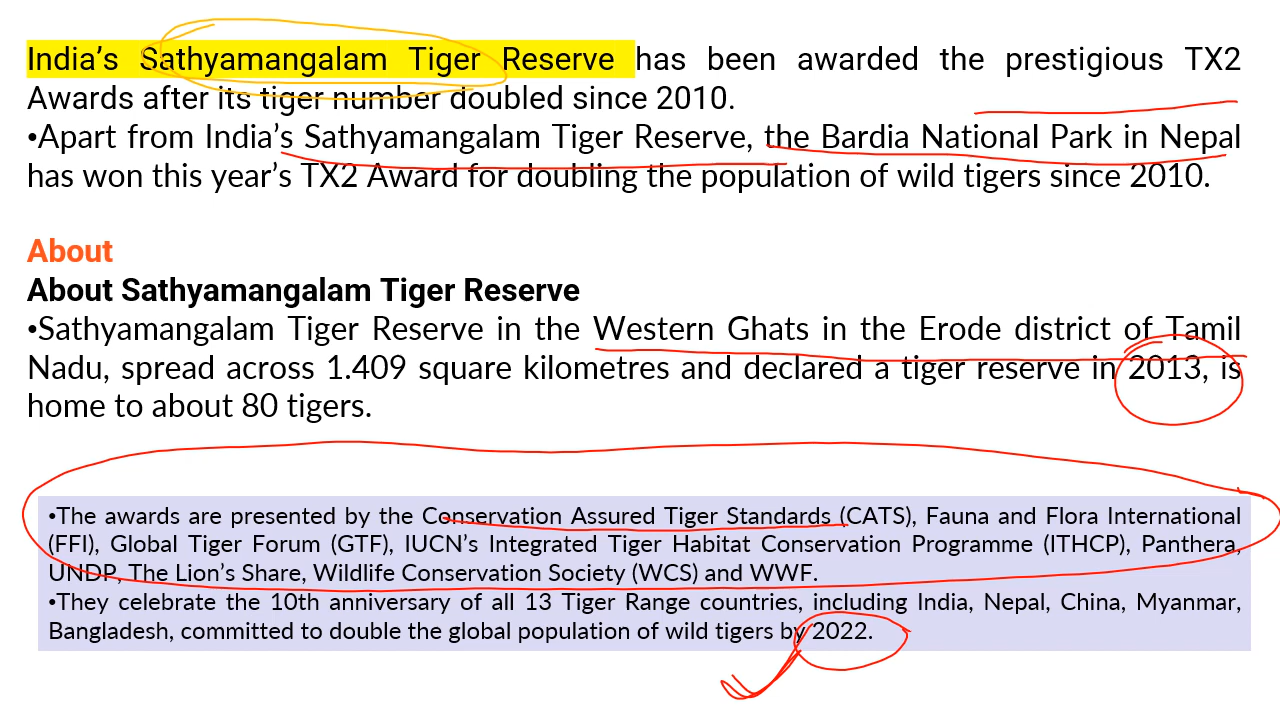 India’s Sathyamangalam Tiger Reserve has been awarded the prestigious TX2
Awards after its tiger number doubled since 2010.
•Apart from India’s Sathyamangalam Tiger Reserve, the Bardia National Park in Nepal
has won this year’s TX2 Award for doubling the population of wild tigers since 2010.
About
About Sathyamangalam Tiger Reserve
•Sathyamangalam Tiger Reserve in the Western Ghats in the Erode district of Tamil
Nadu, spread across 1.409 square kilometres and declared a tiger reserve in 2013, is
home to about 80 tigers.
•The awards are presented by the Conservation Assured Tiger Standards (CATS), Fauna and Flora International
(FFI), Global Tiger Forum (GTF), IUCN’s Integrated Tiger Habitat Conservation Programme (ITHCP), Panthera,
UNDP, The Lion’s Share, Wildlife Conservation Society (WCS) and WWF.
•They celebrate the 10th anniversary of all 13 Tiger Range countries, including India, Nepal, China, Myanmar,
Bangladesh, committed to double the global population of wild tigers by 2022.